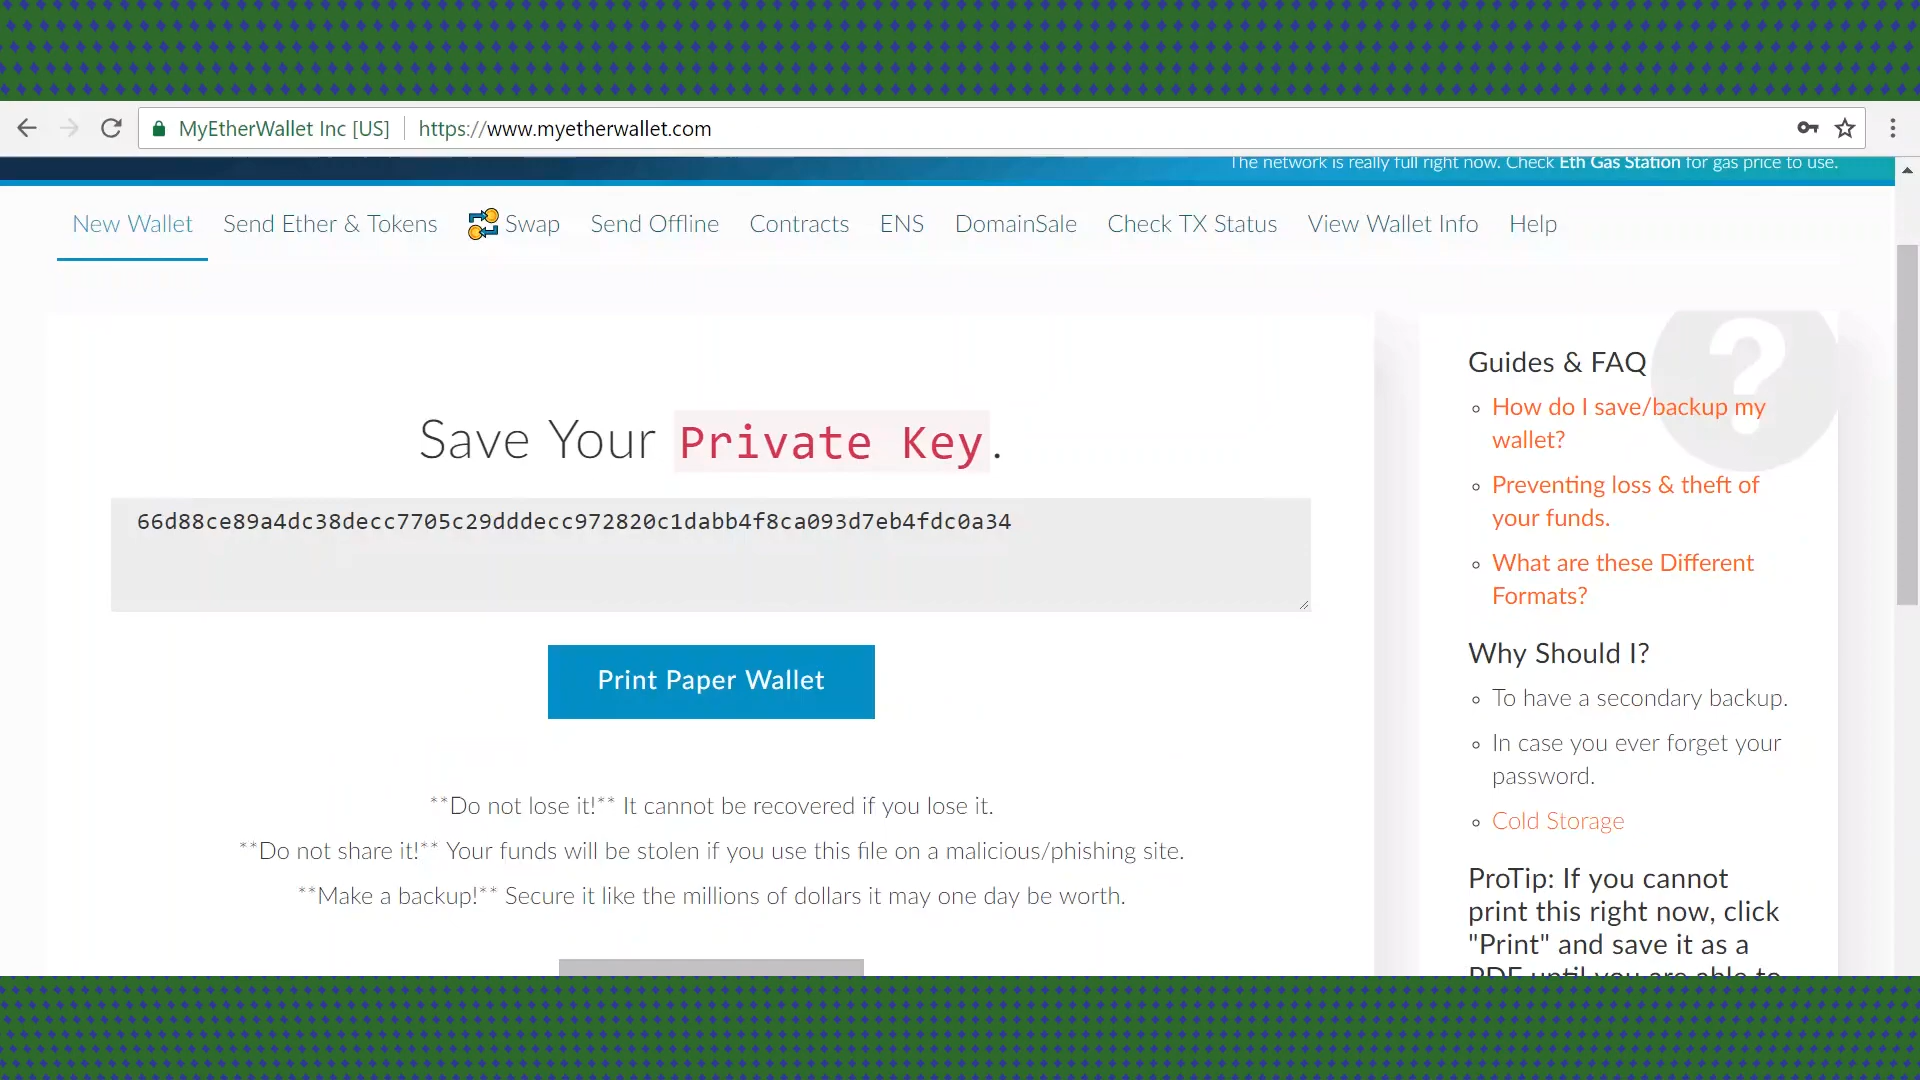 MyEtherWallet Inc [US] https://www.myetherwallet.com
The network is really full right now. Check Eth Gas Station for gas price to use.
New Wallet Send Ether & Tokens Swap Send Offline Contracts ENS DomainSale Check TX Status View Wallet Info Help
Save Your Private Key.
66d88ce89a4dc38decc7705c29dddecc972820c1dabb4f8ca093d7eb4fdc0a34
Print Paper Wallet
**Do not lose it!** It cannot be recovered if you lose it.
**Do not share it!** Your funds will be stolen if you use this file on a malicious/phishing site.
**Make a backup!** Secure it like the millions of dollars it may one day be worth.
Guides & FAQ
How do I save/backup my
wallet?
Preventing loss & theft of
your funds.
What are these Different
Formats?
Why Should I?
To have a secondary backup.
In case you ever forget your
password.
Cold Storage
ProTip: If you cannot
print this right now, click
"Print" and save it as a
PDF until you are able to